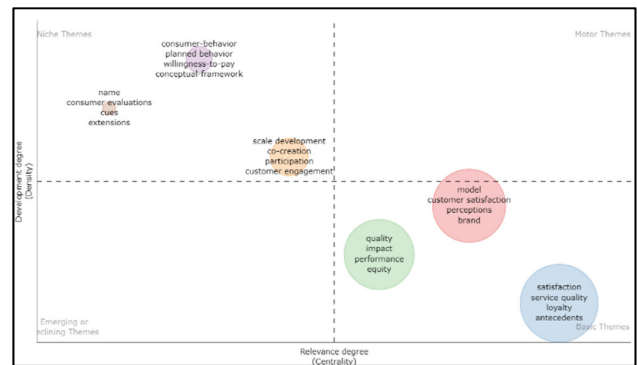 Niche Themes
Motor Themes
consumer-behavior
planned behavior
willingness-to-pay
conceptual framework
name
consumer evaluations
cues
extensions
scale development
co-creation
participation
customer engagement
Development degree
(Density)
model
customer satisfaction
perceptions
brand
quality
impact
performance
equity
satisfaction
service quality
loyalty
antecedents
Emerging or
eclining Themes
Basic Themes
Relevance degree
(Centrality)